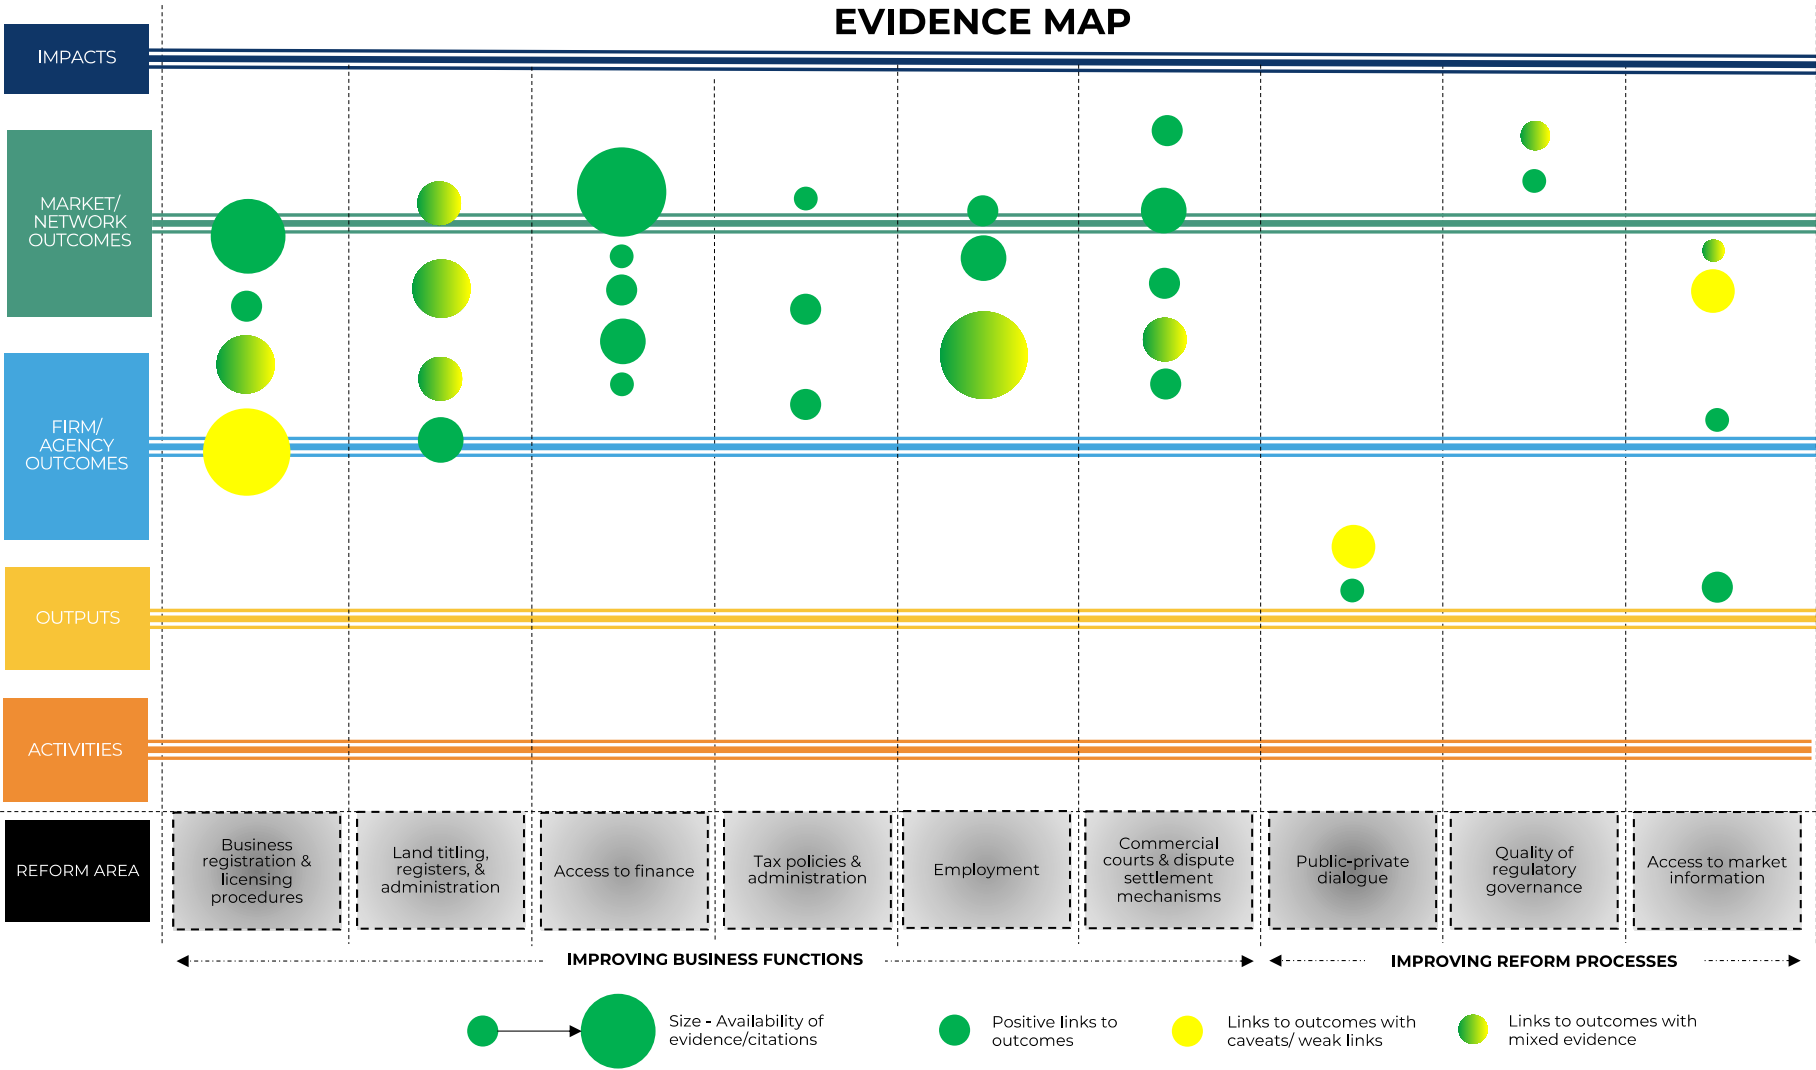 EVIDENCE MAP
IMPACTS
MARKET/
NETWORK
OUTCOMES
FIRM/
AGENCY
OUTCOMES
OUTPUTS
ACTIVITIES
REFORM AREA
Business
registration &
licensing
procedures
Land titling,
registers, &
administration
Access to finance
Tax policies &
administration
Employment
Commercial
courts & dispute
settlement
mechanisms
Public-private
dialogue
Quality of
regulatory
governance
Access to market
information
IMPROVING BUSINESS FUNCTIONS
IMPROVING REFORM PROCESSES
Size - Availability of
evidence/citations
Positive links to
outcomes
Links to outcomes with
caveats/ weak links
Links to outcomes with
mixed evidence